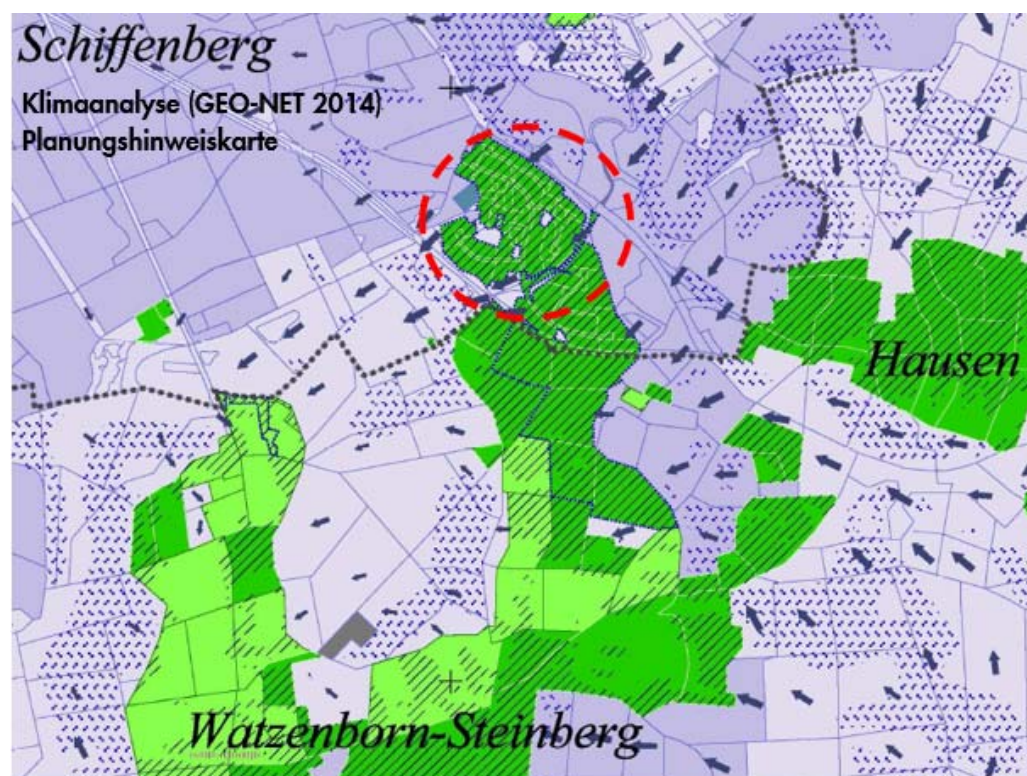 Schiffenberg
Klimaanalyse (GEO-NET 2014)
Planungshinweiskarte
Hausen
Watzenborn-Steinberg